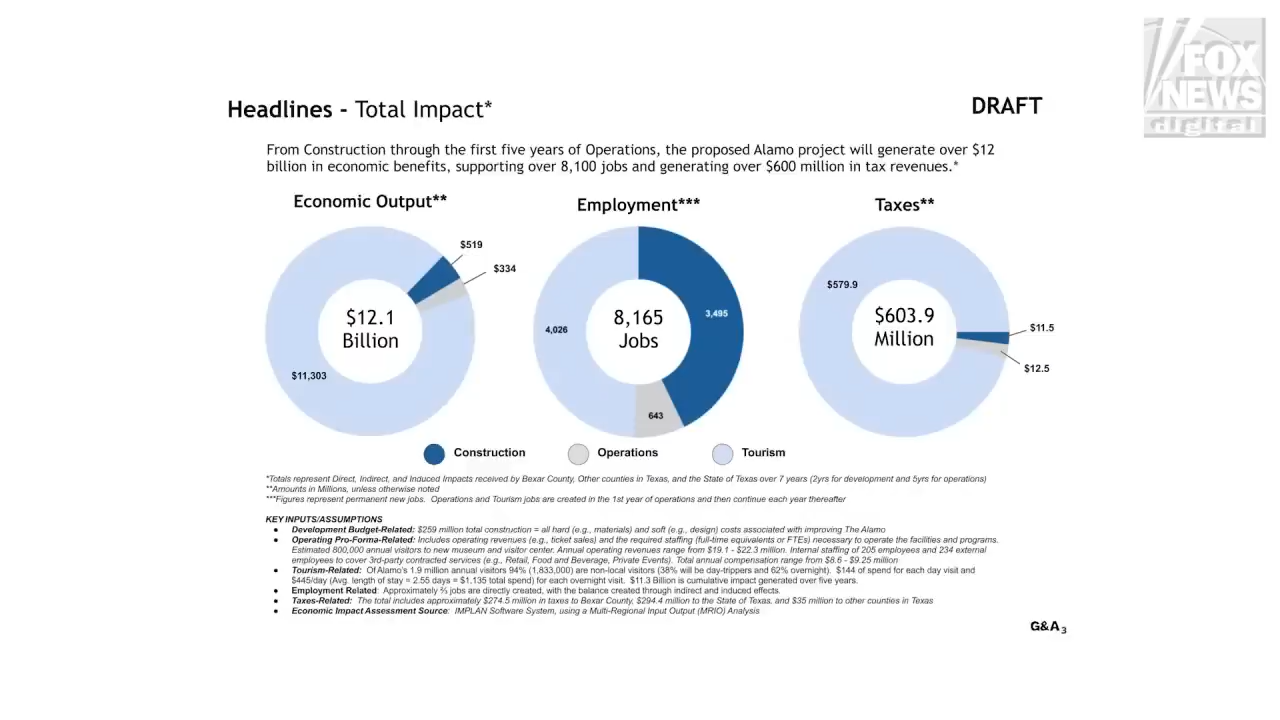 FOX
NEWS
digital
Headlines - Total Impact*
DRAFT
From Construction through the first five years of Operations, the proposed Alamo project will generate over $12
billion in economic benefits, supporting over 8,100 jobs and generating over $600 million in tax revenues.*
Economic Output**
Employment***
Taxes**
$519
$334
$12.1
Billion
$11,303
3,495
4,026
8,165
Jobs
643
$579.9
$603.9
Million
$11.5
$12.5
Construction
Operations
Tourism
*Totals represent Direct, Indirect, and Induced Impacts received by Bexar County, Other counties in Texas, and the State of Texas over 7 years (2yrs for development and 5yrs for operations)
**Amounts in Millions, unless otherwise noted
***Figures represent permanent new jobs. Operations and Tourism jobs are created in the 1st year of operations and then continue each year thereafter
KEY INPUTS/ASSUMPTIONS
● Development Budget-Related: $259 million total construction = all hard (e.g., materials) and soft (e.g., design) costs associated with improving The Alamo
● Operating Pro-Forma-Related: Includes operating revenues (e.g., ticket sales) and the required staffing (full-time equivalents or FTEs) necessary to operate the facilities and programs.
Estimated 800,000 annual visitors to new museum and visitor center. Annual operating revenues range from $19.1 - $22.3 million. Internal staffing of 205 employees and 234 external
employees to cover 3rd-party contracted services (e.g., Retail, Food and Beverage, Private Events). Total annual compensation range from $8.6 - $9.25 million
● Tourism-Related: Of Alamo's 1.9 million annual visitors 94% (1,833,000) are non-local visitors (38% will be day-trippers and 62% overnight). $144 of spend for each day visit and
$445/day (Avg. length of stay = 2.55 days = $1,135 total spend) for each overnight visit. $11.3 Billion is cumulative impact generated over five years.
● Employment Related: Approximately ⅔ jobs are directly created, with the balance created through indirect and induced effects.
● Taxes-Related: The total includes approximately $274.5 million in taxes to Bexar County, $294.4 million to the State of Texas, and $35 million to other counties in Texas
● Economic Impact Assessment Source: IMPLAN Software System, using a Multi-Regional Input Output (MRIO) Analysis
G&A 3